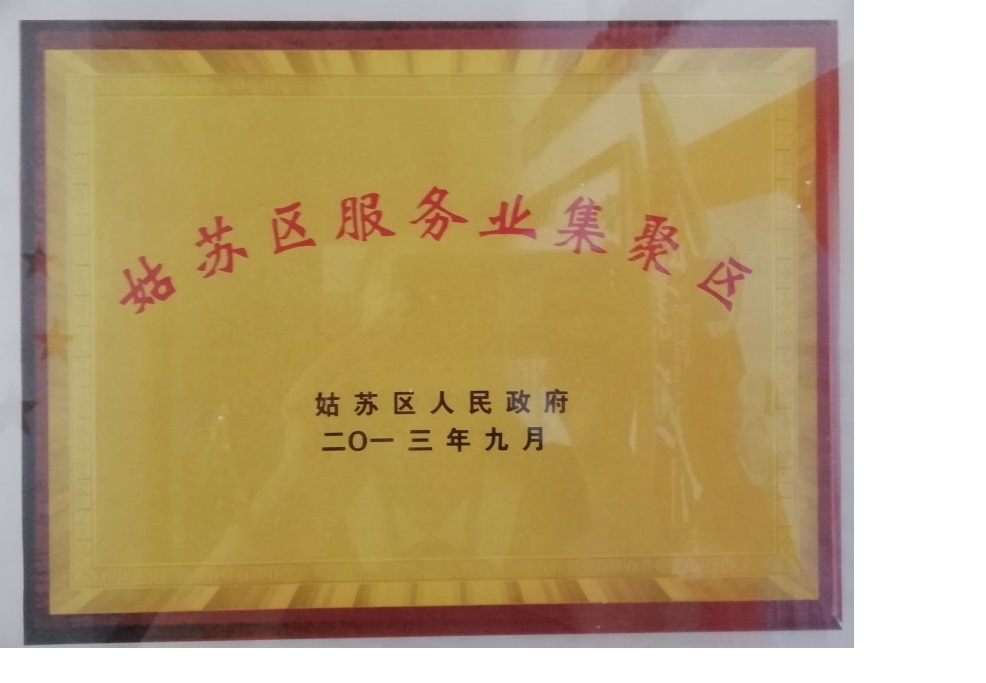 姑苏区服务业集聚区
姑苏区人民政府
二〇一三年九月